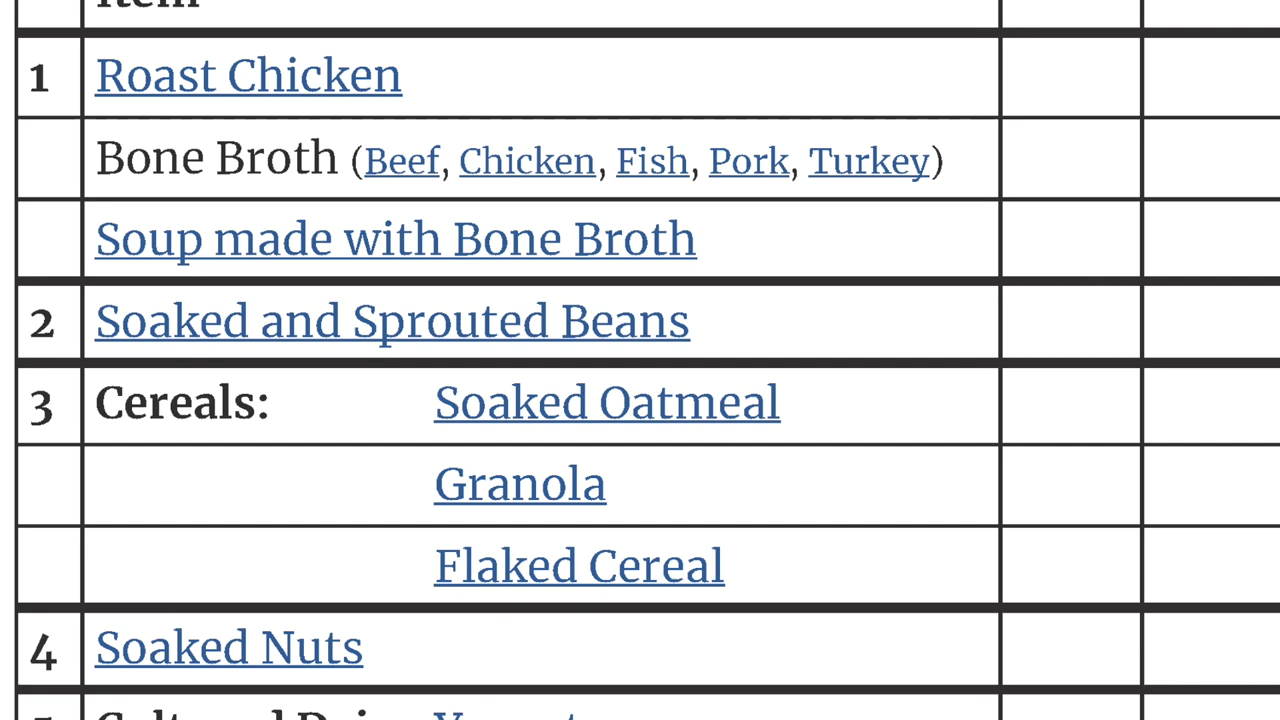 Item
1 Roast Chicken
Bone Broth (Beef, Chicken, Fish, Pork, Turkey)
Soup made with Bone Broth
2 Soaked and Sprouted Beans
3 Cereals: Soaked Oatmeal
Granola
Flaked Cereal
4 Soaked Nuts